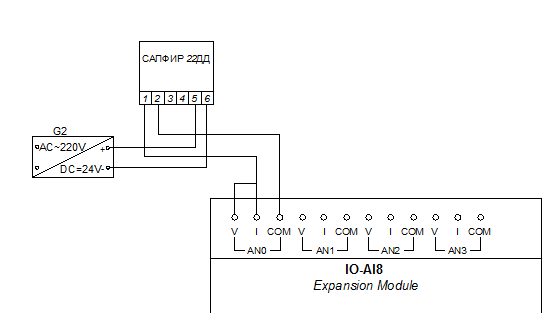 САПФИР 22ДД
1 2 3 4 5 6
G2
AC~220V +
DC=24V-
V I COM V I COM V I COM V I COM
AN0 AN1 AN2 AN3
IO-AI8
Expansion Module